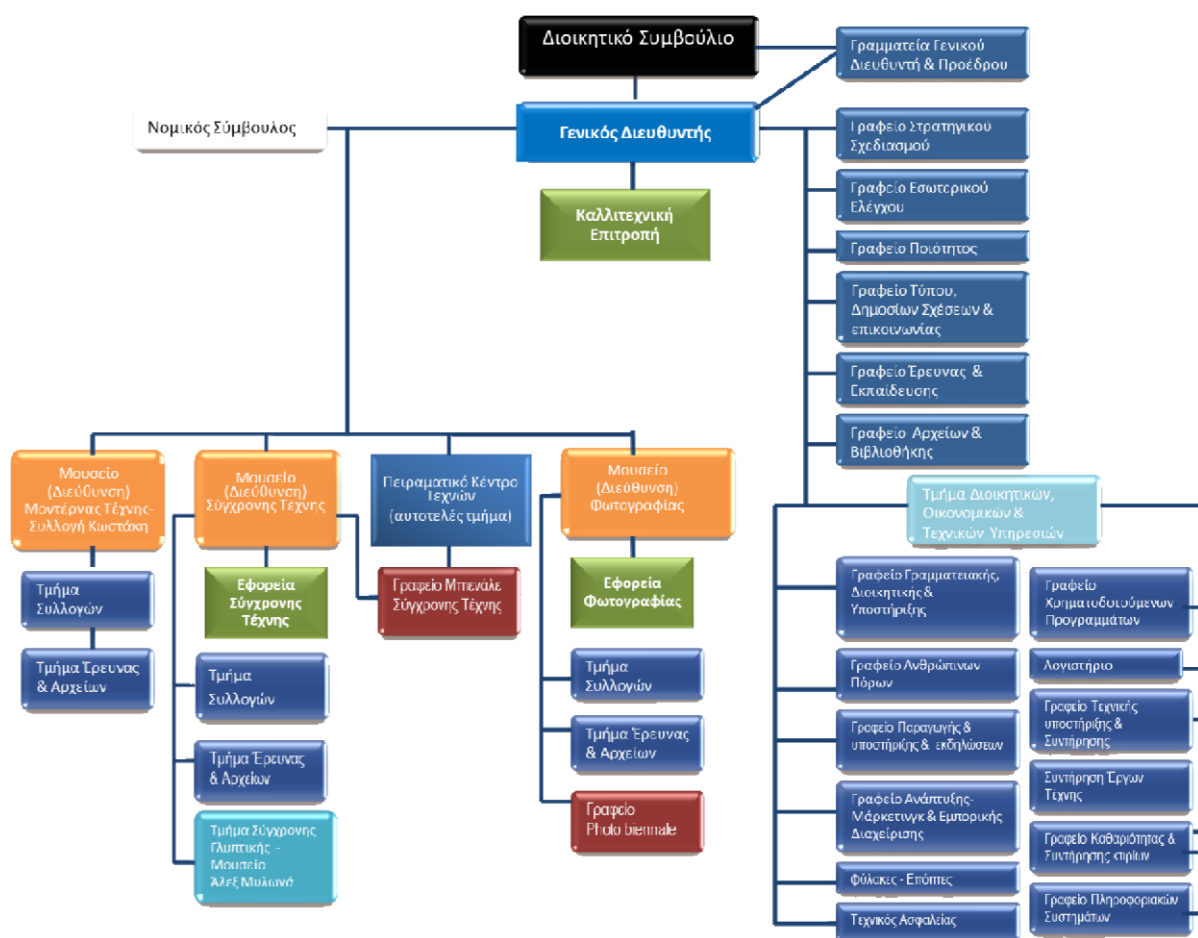 Διοικητικό Συμβούλιο
Γραμματεία Γενικού
Διευθυντή & Προέδρου
Νομικός Σύμβουλος
Γενικός Διευθυντής
Γραφείο Στρατηγικού
Σχεδιασμού
Καλλιτεχνική
Επιτροπή
Γραφείο Εσωτερικού
Ελέγχου
Γραφείο Ποιότητος
Γραφείο Τύπου,
Δημοσίων Σχέσεων &
επικοινωνίας
Γραφείο Έρευνας &
Εκπαίδευσης
Γραφείο Αρχείων &
Βιβλιοθήκης
Μουσείο
(Διεύθυνση)
Μοντέρνας Τέχνης-
Συλλογή Κωστάκη
Μουσείο
(Διεύθυνση)
Σύγχρονης Τέχνης
Πειραματικό Κέντρο
Τεχνών
(αυτοτελές τμήμα)
Μουσείο
(Διεύθυνση)
Φωτογραφίας
Τμήμα Διοικητικών,
Οικονομικών &
Τεχνικών Υπηρεσιών
Τμήμα
Συλλογών
Τμήμα Έρευνας
& Αρχείων
Εφορεία
Σύγχρονης
Τέχνης
Τμήμα
Συλλογών
Τμήμα Έρευνας
& Αρχείων
Τμήμα Σύγχρονης
Γλυπτικής -
Μουσείο
Άλεξ Μυλωνά
Γραφείο Μπιενάλε
Σύγχρονης Τέχνης
Εφορεία
Φωτογραφίας
Τμήμα
Συλλογών
Τμήμα Έρευνας
& Αρχείων
Γραφείο
Photo biennale
Γραφείο Γραμματειακής,
Διοικητικής &
Υποστήριξης
Γραφείο Ανθρώπινων
Πόρων
Γραφείο Παραγωγής &
υποστήριξης & εκδηλώσεων
Γραφείο Ανάπτυξης-
Μάρκετινγκ & Εμπορικής
Διαχείρισης
Φύλακες - Επόπτες
Τεχνικός Ασφαλείας
Γραφείο
Χρηματοδοτούμενων
Προγραμμάτων
Λογιστήριο
Γραφείο Τεχνικής
υποστήριξης &
Συντήρησης
Συντήρηση Έργων
Τέχνης
Γραφείο Καθαριότητας &
Συντήρησης κτιρίων
Γραφείο Πληροφοριακών
Συστημάτων